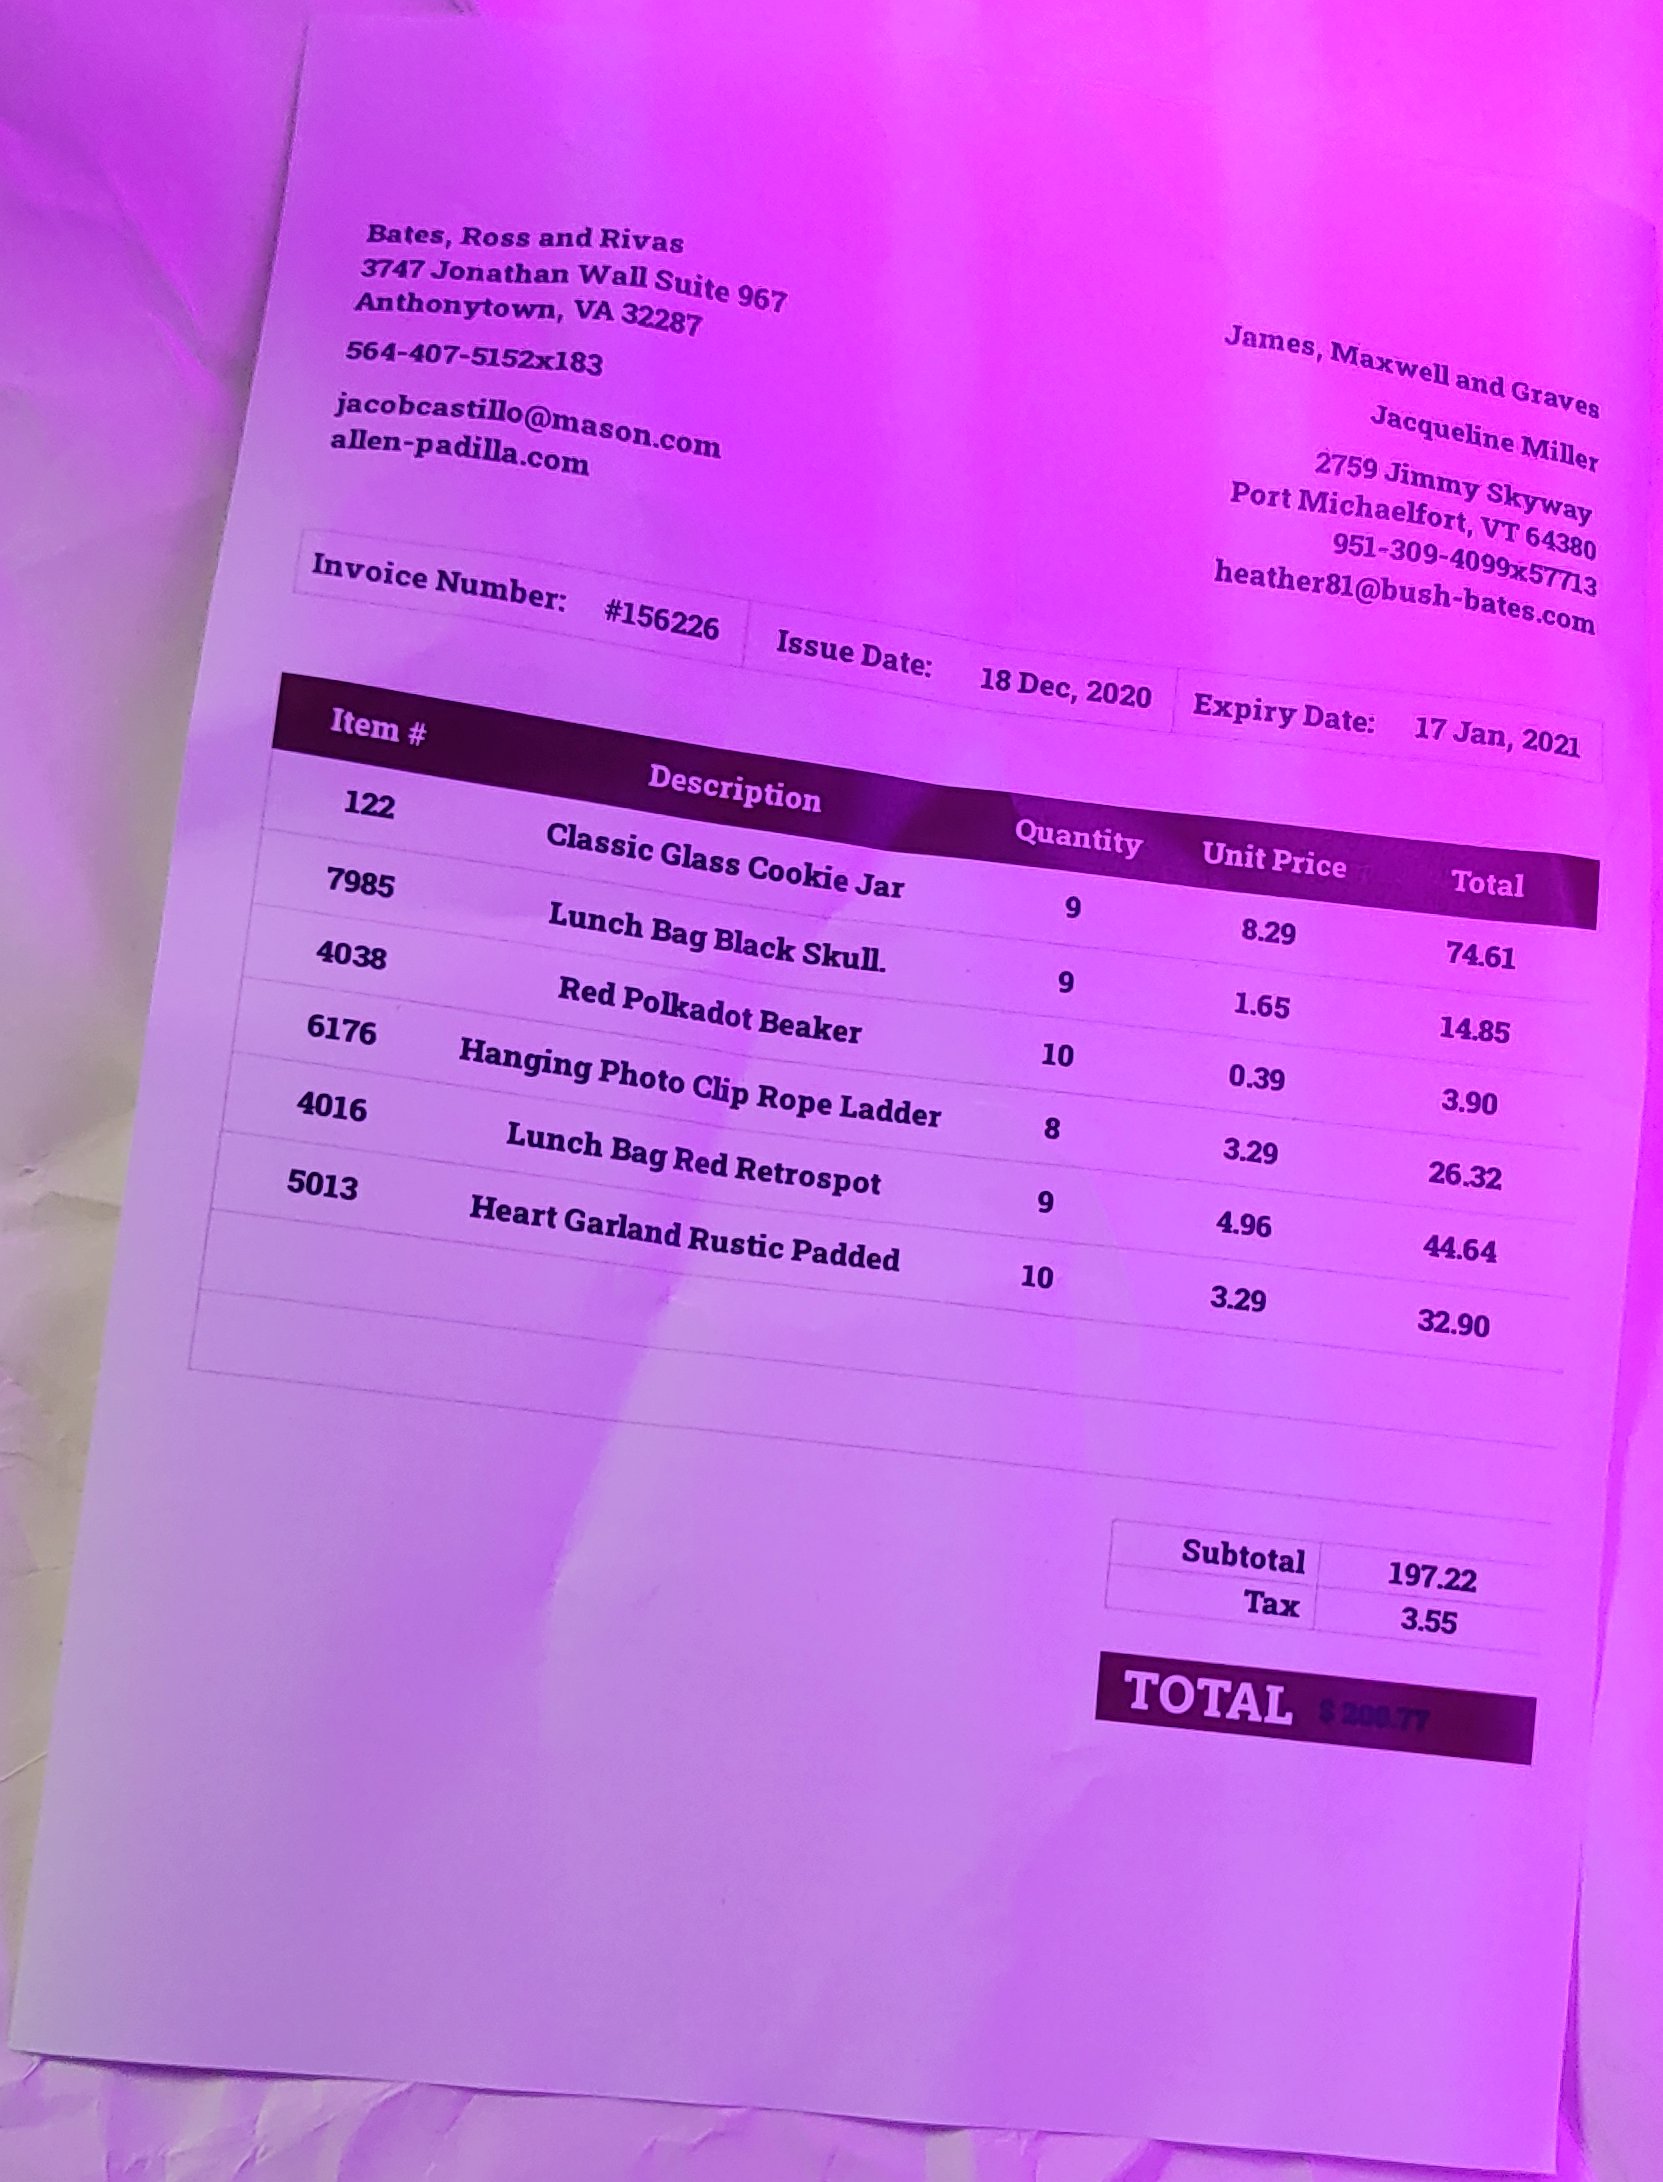 Bates, Ross and Rivas
3747 Jonathan Wall Suite 967
Anthonytown, VA 32287
564-407-5152x183
jacobcastillo@mason.com
allen-padilla.com
James, Maxwell and Graves
Jacqueline Miller
2759 Jimmy Skyway
Port Michaelfort, VT 64380
951-309-4099x57713
heather81@bush-bates.com
Invoice Number: #156226 Issue Date: 18 Dec, 2020 Expiry Date: 17 Jan, 2021
Item # Description Quantity Unit Price Total
122 Classic Glass Cookie Jar 9 8.29 74.61
7985 Lunch Bag Black Skull. 9 1.65 14.85
4038 Red Polkadot Beaker 10 0.39 3.90
6176 Hanging Photo Clip Rope Ladder 8 3.29 26.32
4016 Lunch Bag Red Retrospot 9 4.96 44.64
5013 Heart Garland Rustic Padded 10 3.29 32.90
Subtotal 197.22
Tax 3.55
TOTAL $ 200.77